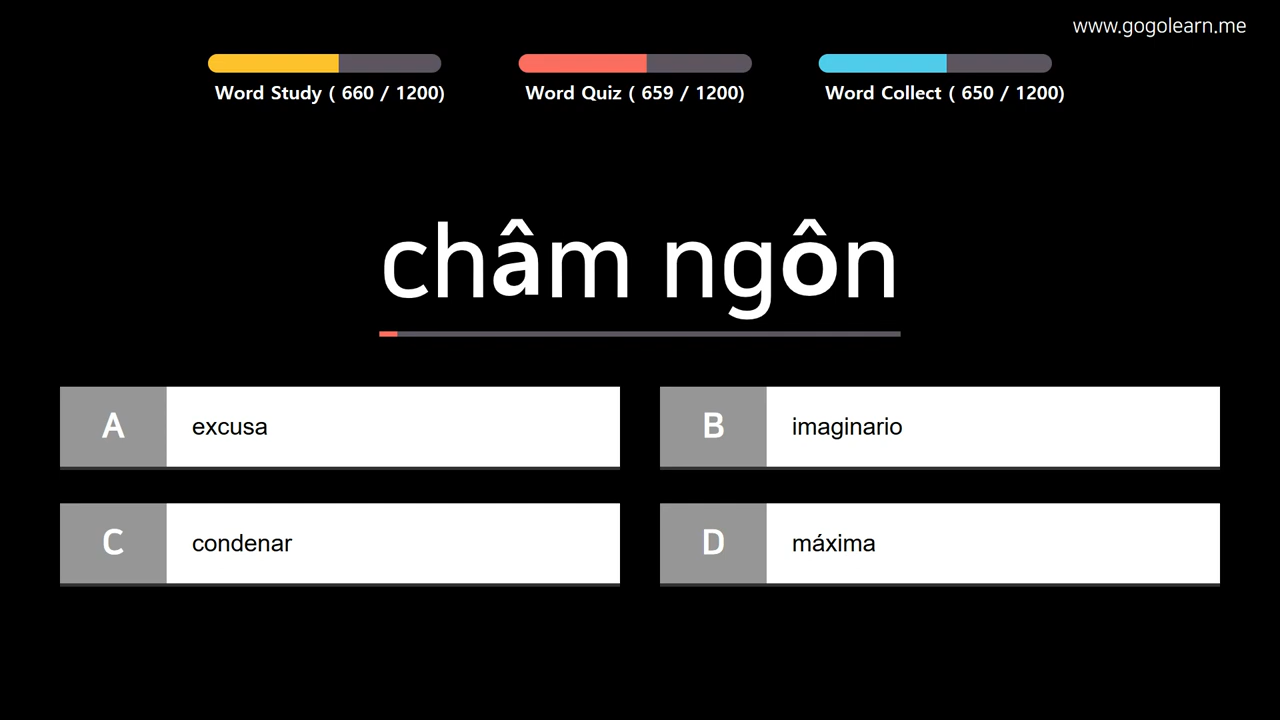 www.gogolearn.me
Word Study ( 660 / 1200)
Word Quiz ( 659 / 1200)
Word Collect ( 650 / 1200)
châm ngôn
A excusa
B imaginario
C condenar
D máxima